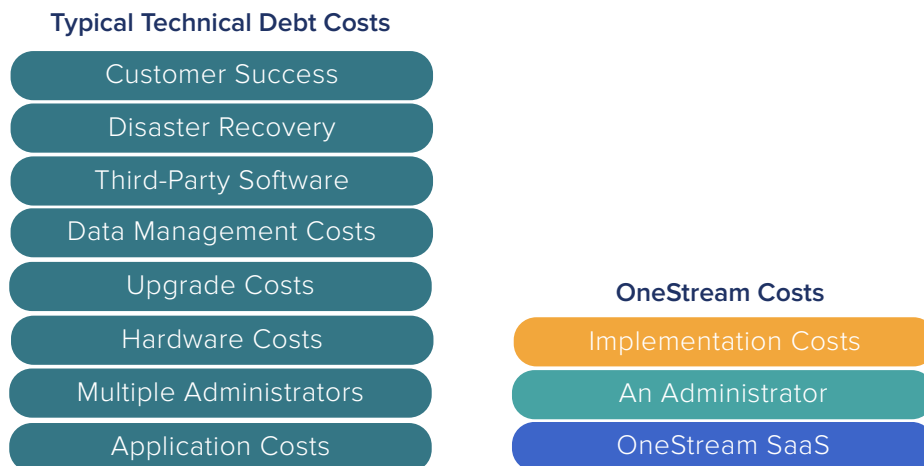 Typical Technical Debt Costs
Customer Success
Disaster Recovery
Third-Party Software
Data Management Costs
Upgrade Costs
Hardware Costs
Multiple Administrators
Application Costs
OneStream Costs
Implementation Costs
An Administrator
OneStream SaaS